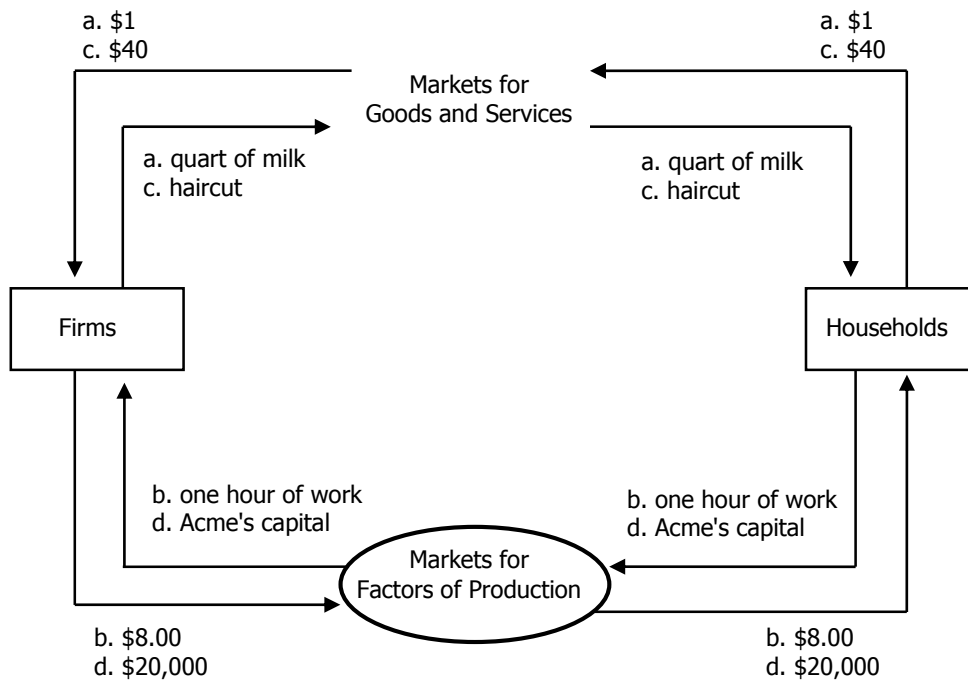 a. $1
c. $40
a. $1
c. $40
Markets for
Goods and Services
a. quart of milk
c. haircut
a. quart of milk
c. haircut
Firms
Households
b. one hour of work
d. Acme's capital
b. one hour of work
d. Acme's capital
Markets for
Factors of Production
b. $8.00
d. $20,000
b. $8.00
d. $20,000